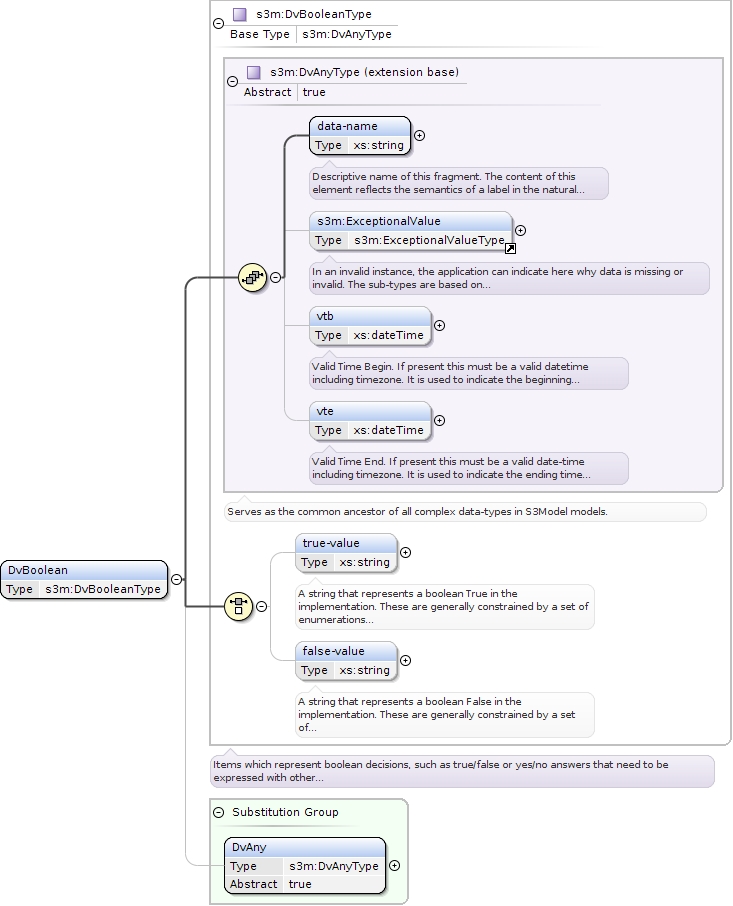 s3m:DvBooleanType
Base Type s3m:DvAnyType
s3m:DvAnyType (extension base)
Abstract true
data-name
Type xs:string
Descriptive name of this fragment. The content of this
element reflects the semantics of a label in the natural...
s3m:ExceptionalValue
Type s3m:ExceptionalValueType
In an invalid instance, the application can indicate here why data is missing or
invalid. The sub-types are based on...
vtb
Type xs:dateTime
Valid Time Begin. If present this must be a valid datetime
including timezone. It is used to indicate the beginning...
vte
Type xs:dateTime
Valid Time End. If present this must be a valid date-time
including timezone. It is used to indicate the ending time...
Serves as the common ancestor of all complex data-types in S3Model models.
true-value
Type xs:string
A string that represents a boolean True in the
implementation. These are generally constrained by a set of
enumerations...
DvBoolean
Type s3m:DvBooleanType
false-value
Type xs:string
A string that represents a boolean False in the
implementation. These are generally constrained by a set
of...
Items which represent boolean decisions, such as true/false or yes/no answers that need to be
expressed with other...
Substitution Group
DvAny
Type s3m:DvAnyType
Abstract true